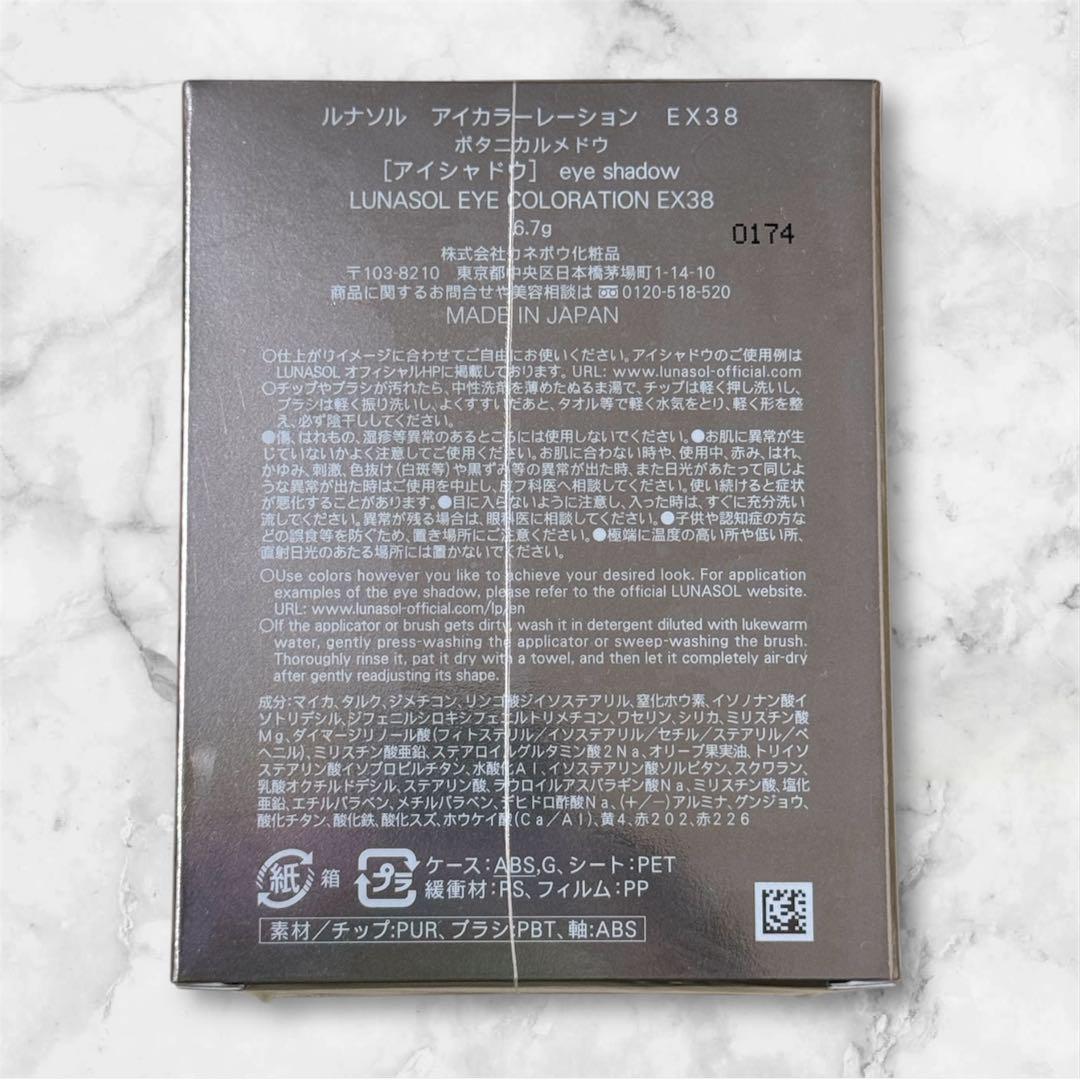 ルナソル アイカラーレーション EX38
ボタニカルメドウ
[アイシャドウ] eye shadow
LUNASOL EYE COLORATION EX38
6.7g
0174
株式会社カネボウ化粧品
〒103-8210 東京都中央区日本橋茅場町1-14-10
商品に関するお問合せや美容相談は 0120-518-520
MADE IN JAPAN
○仕上がりイメージに合わせてご自由にお使いください。アイシャドウのご使用例は
LUNASOL オフィシャルHPに掲載しております。URL: www.lunasol-official.com
○チップやブラシが汚れたら、中性洗剤を薄めたぬるま湯で、チップは軽く押し洗いし、
ブラシは軽く振り洗いし、よくすすいだあと、タオル等で軽く水気をとり、軽く形を整
え、必ず陰干ししてください。
●傷、はれもの、湿疹等異常のあるところには使用しないでください。●お肌に異常が生
じていないかよく注意してご使用ください。お肌に合わない時や、使用中、赤み、はれ、
かゆみ、刺激、色抜け(白斑等)や黒ずみ等の異常が出た時、また日光があたって同じよ
うな異常が出た時はご使用を中止し、皮フ科医へ相談してください。使い続けると症状
が悪化することがあります。●目に入らないように注意し、入った時は、すぐに充分洗い
流してください。異常が残る場合は、眼科医に相談してください。●子供や認知症の方な
どの誤食等を防ぐため、置き場所にご注意ください。●極端に温度の高い所や低い所、
直射日光のあたる場所には置かないでください。
○Use colors however you like to achieve your desired look. For application
examples of the eye shadow, please refer to the official LUNASOL website.
URL: www.lunasol-official.com/lp/en
○If the applicator or brush gets dirty, wash it in detergent diluted with lukewarm
water, gently press-washing the applicator or sweep-washing the brush.
Thoroughly rinse it, pat it dry with a towel, and then let it completely air-dry
after gently readjusting its shape.
成分:マイカ、タルク、ジメチコン、リンゴ酸ジイソステアリル、窒化ホウ素、イソノナン酸イ
ソトリデシル、ジフェニルシロキシフェニルトリメチコン、ワセリン、シリカ、ミリスチン酸
Mg、ダイマージリノール酸(フィトステリル/イソステアリル/セチル/ステアリル/ベ
ヘニル)、ミリスチン酸亜鉛、ステアロイルグルタミン酸2Na、オリーブ果実油、トリイソ
ステアリン酸イソプロピルチタン、水酸化Al、イソステアリン酸ソルビタン、スクワラン、
乳酸オクチルドデシル、ステアリン酸、ラウロイルアスパラギン酸Na、ミリスチン酸、塩化
亜鉛、エチルパラベン、メチルパラベン、デヒドロ酢酸Na、(+/-)アルミナ、グンジョウ、
酸化チタン、酸化鉄、酸化スズ、ホウケイ酸(Ca/Al)、黄4、赤202、赤226
紙 箱 プラ ケース:ABS,G、シート:PET
緩衝材:PS、フィルム:PP
素材/チップ:PUR、ブラシ:PBT、軸:ABS